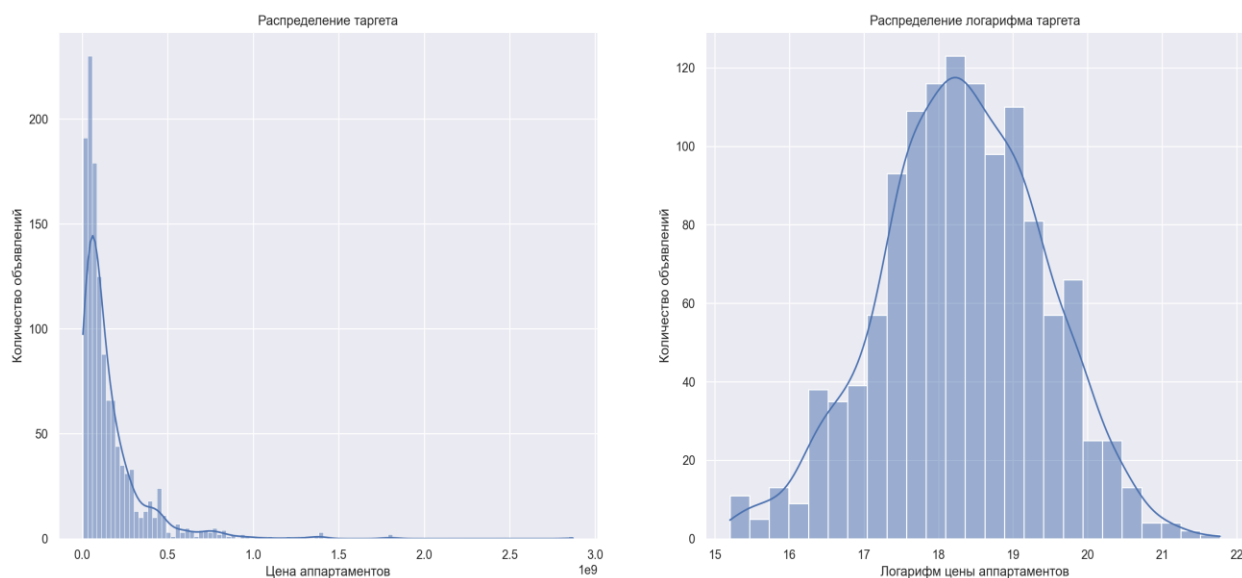 Распределение таргета
Количество объявлений
200
150
100
50
0
0.0 0.5 1.0 1.5 2.0 2.5 3.0
1e9
Цена аппартаментов
Распределение логарифма таргета
Количество объявлений
120
100
80
60
40
20
0
15 16 17 18 19 20 21 22
Логарифм цены аппартаментов